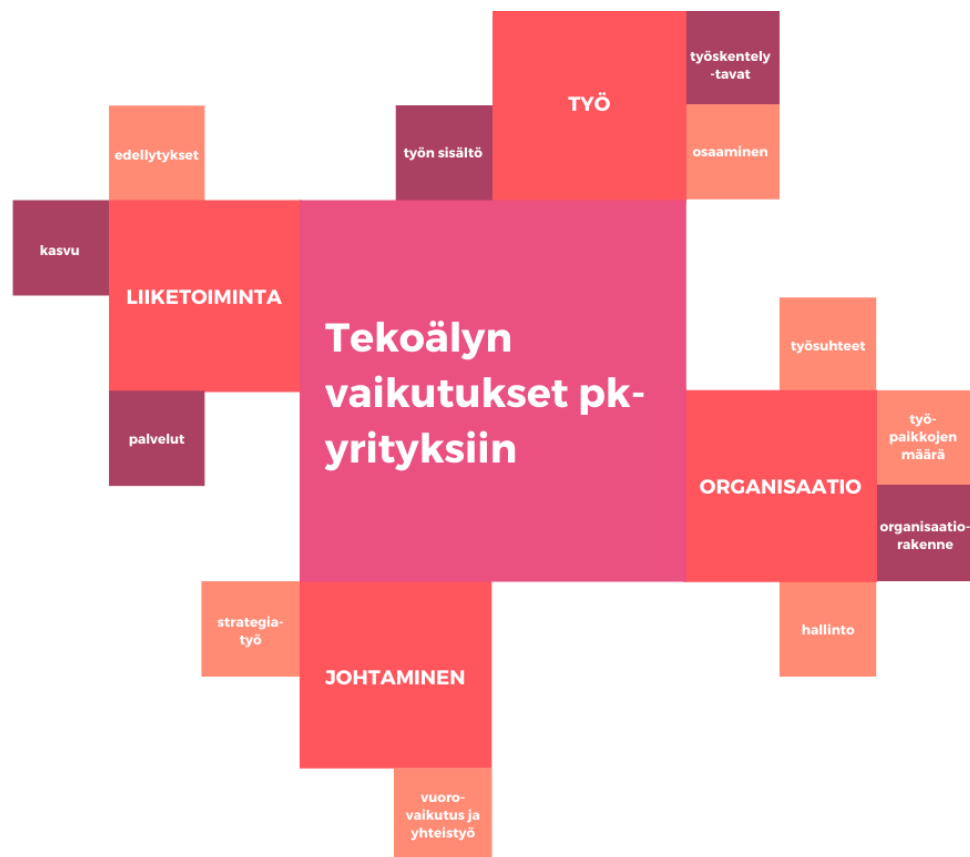 TYÖ
työskentely
-tavat
osaaminen
työn sisältö
edellytykset
kasvu
LIIKETOIMINTA
palvelut
Tekoälyn
vaikutukset pk-
yrityksiin
työsuhteet
työ-
paikkojen
määrä
ORGANISAATIO
organisaatio-
rakenne
hallinto
strategia-
työ
JOHTAMINEN
vuoro-
vaikutus ja
yhteistyö